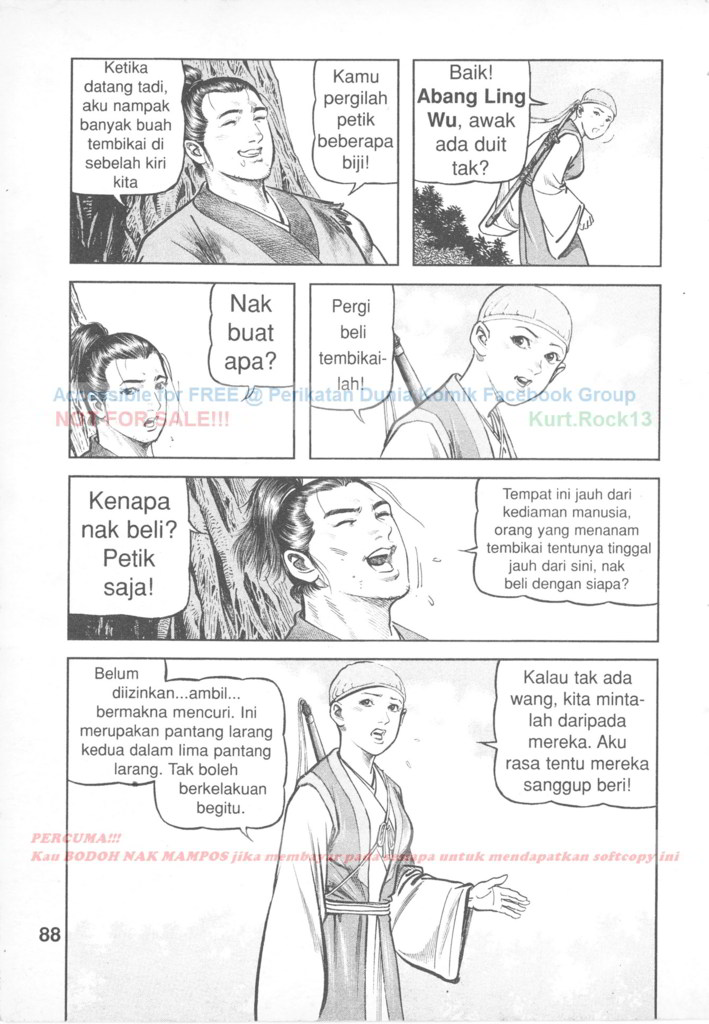 Ketika
datang tadi,
aku nampak
banyak buah
tembikai di
sebelah kiri
kita
Kamu
pergilah
petik
beberapa
biji!
Baik!
Abang Ling
Wu, awak
ada duit
tak?
Nak
buat
apa?
Pergi
beli
tembikai-
lah!
Accessible for FREE @ Perikatan Dunia Komik Facebook Group
NOT FOR SALE!!!
Kurt.Rock13
Kenapa
nak beli?
Petik
saja!
Tempat ini jauh dari
kediaman manusia,
orang yang menanam
tembikai tentunya tinggal
jauh dari sini, nak
beli dengan siapa?
Belum
diizinkan...ambil...
bermakna mencuri. Ini
merupakan pantang larang
kedua dalam lima pantang
larang. Tak boleh
berkelakuan
begitu.
Kalau tak ada
wang, kita minta-
lah daripada
mereka. Aku
rasa tentu mereka
sanggup beri!
PERCUMA!!!
Kau BODOH NAK MAMPOS jika membayar pada sesiapa untuk mendapatkan softcopy ini
88